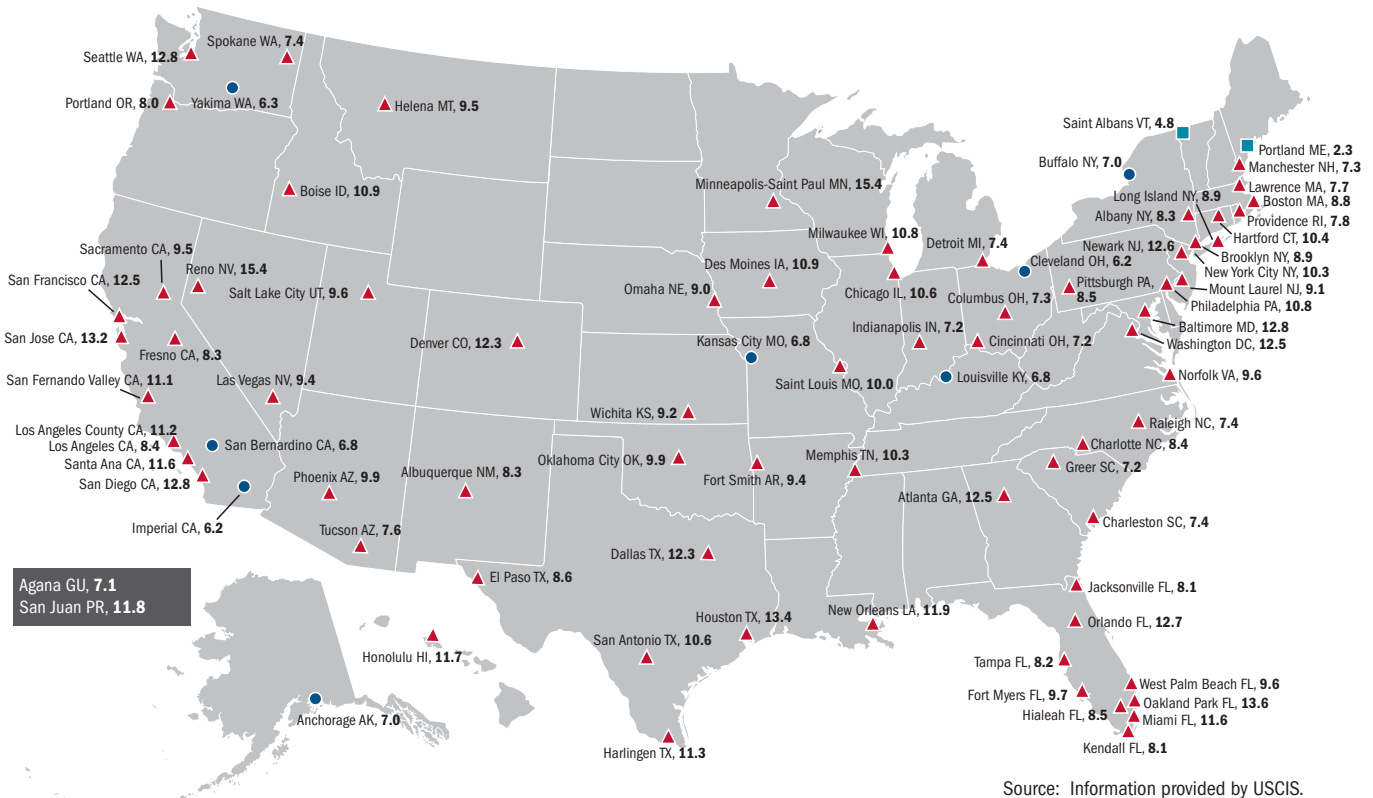 Spokane WA, 7.4
Seattle WA, 12.8
Portland OR, 8.0
Yakima WA, 6.3
Helena MT, 9.5
Boise ID, 10.9
Minneapolis-Saint Paul MN, 15.4
Saint Albans VT, 4.8
Portland ME, 2.3
Buffalo NY, 7.0
Manchester NH, 7.3
Lawrence MA, 7.7
Long Island NY, 8.9
Boston MA, 8.8
Albany NY, 8.3
Providence RI, 7.8
Hartford CT, 10.4
Newark NJ, 12.6
Brooklyn NY, 8.9
New York City NY, 10.3
Mount Laurel NJ, 9.1
Philadelphia PA, 10.8
Baltimore MD, 12.8
Washington DC, 12.5
Milwaukee WI, 10.8
Detroit MI, 7.4
Cleveland OH, 6.2
Pittsburgh PA,
8.5
Chicago IL, 10.6
Columbus OH, 7.3
Des Moines IA, 10.9
Omaha NE, 9.0
Indianapolis IN, 7.2
Cincinnati OH, 7.2
Kansas City MO, 6.8
Saint Louis MO, 10.0
Louisville KY, 6.8
Norfolk VA, 9.6
Sacramento CA, 9.5
Reno NV, 15.4
San Francisco CA, 12.5
Salt Lake City UT, 9.6
San Jose CA, 13.2
Fresno CA, 8.3
Denver CO, 12.3
San Fernando Valley CA, 11.1
Las Vegas NV, 9.4
Wichita KS, 9.2
Los Angeles County CA, 11.2
Los Angeles CA, 8.4
San Bernardino CA, 6.8
Santa Ana CA, 11.6
San Diego CA, 12.8
Imperial CA, 6.2
Phoenix AZ, 9.9
Albuquerque NM, 8.3
Oklahoma City OK, 9.9
Fort Smith AR, 9.4
Memphis TN, 10.3
Raleigh NC, 7.4
Charlotte NC, 8.4
Greer SC, 7.2
Atlanta GA, 12.5
Charleston SC, 7.4
Tucson AZ, 7.6
Dallas TX, 12.3
El Paso TX, 8.6
Agana GU, 7.1
San Juan PR, 11.8
Jacksonville FL, 8.1
Houston TX, 13.4
New Orleans LA, 11.9
Orlando FL, 12.7
San Antonio TX, 10.6
Honolulu HI, 11.7
Tampa FL, 8.2
West Palm Beach FL, 9.6
Fort Myers FL, 9.7
Oakland Park FL, 13.6
Hialeah FL, 8.5
Miami FL, 11.6
Kendall FL, 8.1
Anchorage AK, 7.0
Harlingen TX, 11.3
Source: Information provided by USCIS.